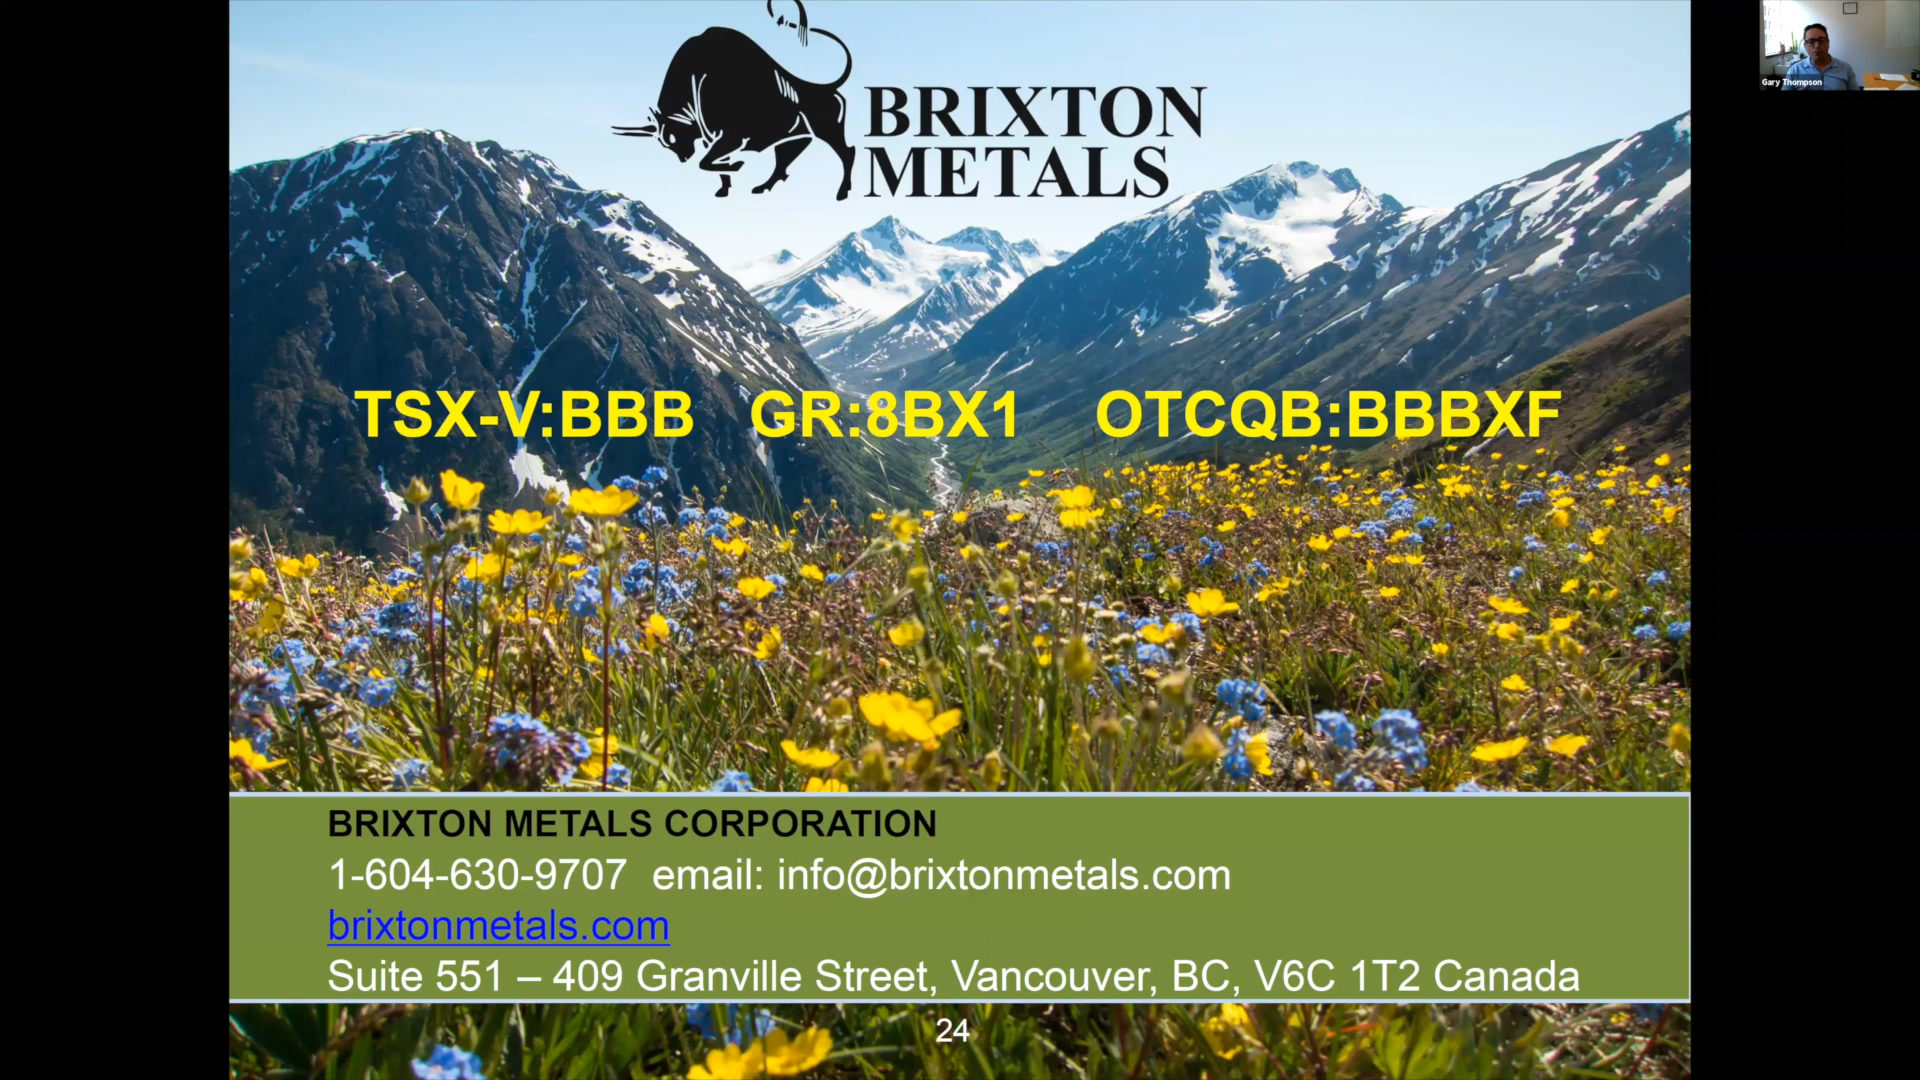 BRIXTON
METALS
Gary Thompson
TSX-V:BBB GR:8BX1 OTCQB:BBBXF
BRIXTON METALS CORPORATION
1-604-630-9707 email: info@brixtonmetals.com
brixtonmetals.com
Suite 551 – 409 Granville Street, Vancouver, BC, V6C 1T2 Canada
24